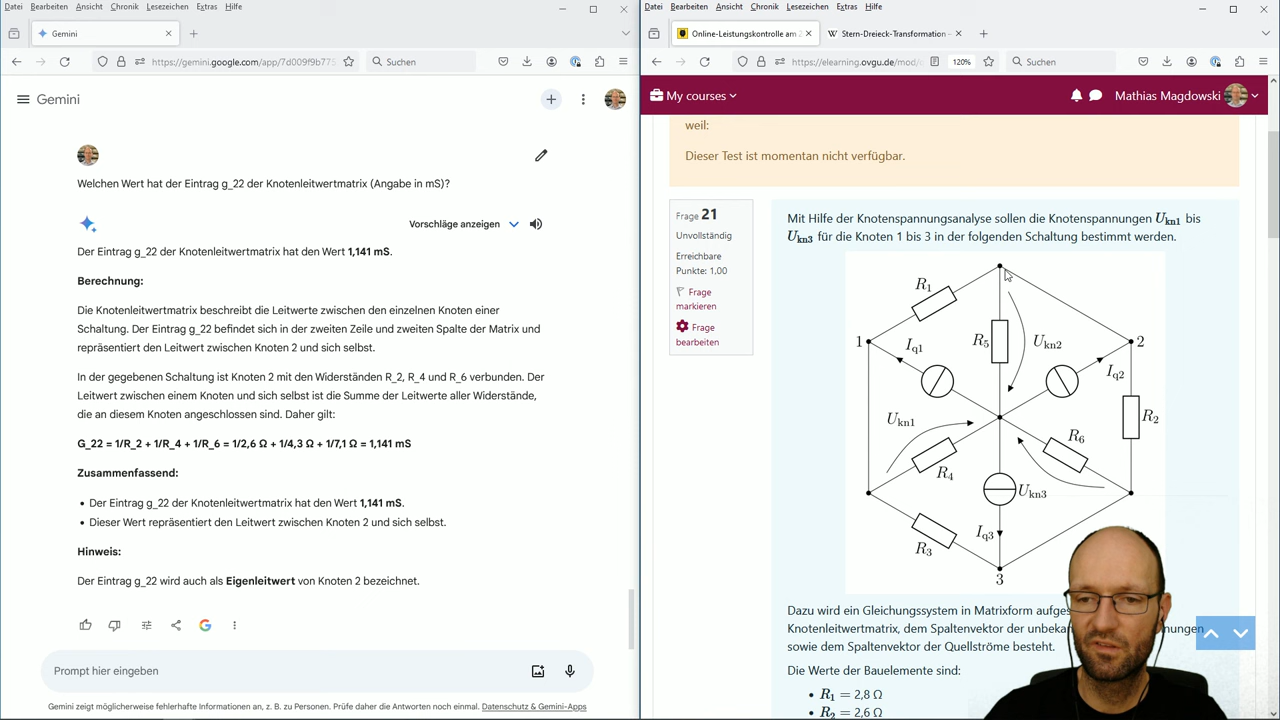 Datei Bearbeiten Ansicht Chronik Lesezeichen Extras Hilfe
Gemini
https://gemini.google.com/app/7d009f9b775
Suchen
Gemini
Welchen Wert hat der Eintrag g_22 der Knotenleitwertmatrix (Angabe in mS)?
Vorschläge anzeigen
Der Eintrag g_22 der Knotenleitwertmatrix hat den Wert 1,141 mS.
Berechnung:
Die Knotenleitwertmatrix beschreibt die Leitwerte zwischen den einzelnen Knoten einer
Schaltung. Der Eintrag g_22 befindet sich in der zweiten Zeile und zweiten Spalte der Matrix und
repräsentiert den Leitwert zwischen Knoten 2 und sich selbst.
In der gegebenen Schaltung ist Knoten 2 mit den Widerständen R_2, R_4 und R_6 verbunden. Der
Leitwert zwischen einem Knoten und sich selbst ist die Summe der Leitwerte aller Widerstände,
die an diesem Knoten angeschlossen sind. Daher gilt:
G_22 = 1/R_2 + 1/R_4 + 1/R_6 = 1/2,6 Ω + 1/4,3 Ω + 1/7,1 Ω = 1,141 mS
Zusammenfassend:
• Der Eintrag g_22 der Knotenleitwertmatrix hat den Wert 1,141 mS.
• Dieser Wert repräsentiert den Leitwert zwischen Knoten 2 und sich selbst.
Hinweis:
Der Eintrag g_22 wird auch als Eigenleitwert von Knoten 2 bezeichnet.
Prompt hier eingeben
Gemini zeigt möglicherweise fehlerhafte Informationen an, z. B. zu Personen. Prüfe daher die Antworten noch einmal. Datenschutz & Gemini-Apps
Datei Bearbeiten Ansicht Chronik Lesezeichen Extras Hilfe
Online-Leistungskontrolle am 2
W Stern-Dreieck-Transformation –
https://elearning.ovgu.de/mod/
120%
Suchen
My courses
Mathias Magdowski
weil:
Dieser Test ist momentan nicht verfügbar.
Frage 21
Unvollständig
Erreichbare
Punkte: 1,00
Frage
markieren
Frage
bearbeiten
Mit Hilfe der Knotenspannungsanalyse sollen die Knotenspannungen Ukn1 bis
Ukn3 für die Knoten 1 bis 3 in der folgenden Schaltung bestimmt werden.
R1
1
Iq1
R5
Ukn2
2
Iq2
R2
Ukn1
R6
R4
Ukn3
Iq3
R3
3
Dazu wird ein Gleichungssystem in Matrixform
Knotenleitwertmatrix, dem Spaltenvektor der
sowie dem Spaltenvektor der Quellströme besteht.
Die Werte der Bauelemente sind:
• R1 = 2,8 Ω
• R2 = 2,6 Ω